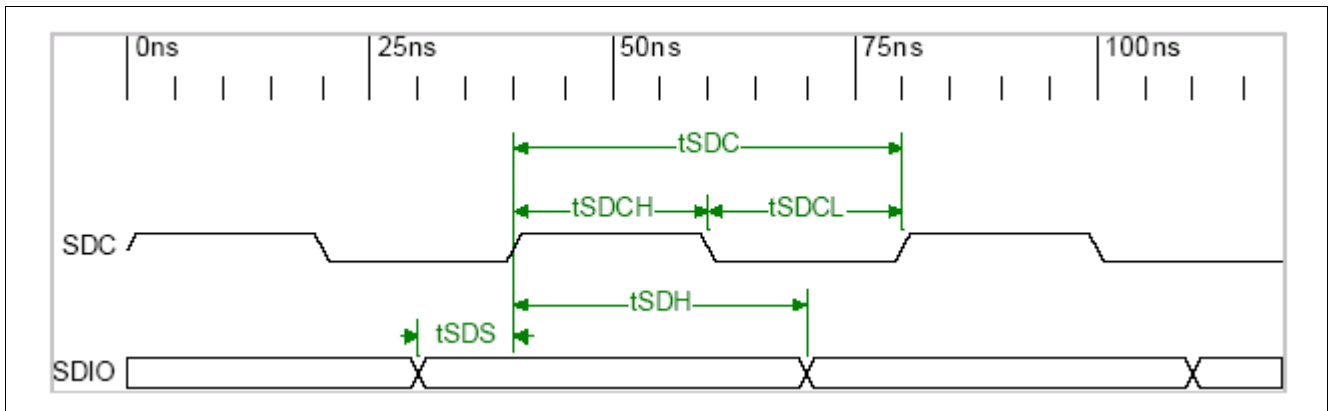 0ns 25ns 50ns 75ns 100ns
tSDC
tSDCH tSDCL
SDC
tSDH
tSDS
SDIO